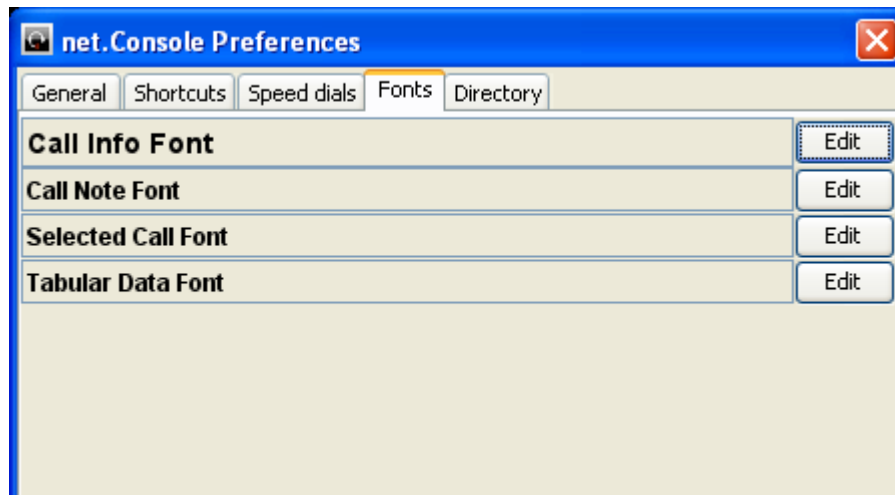 net.Console Preferences
General Shortcuts Speed dials Fonts Directory
Call Info Font Edit
Call Note Font Edit
Selected Call Font Edit
Tabular Data Font Edit